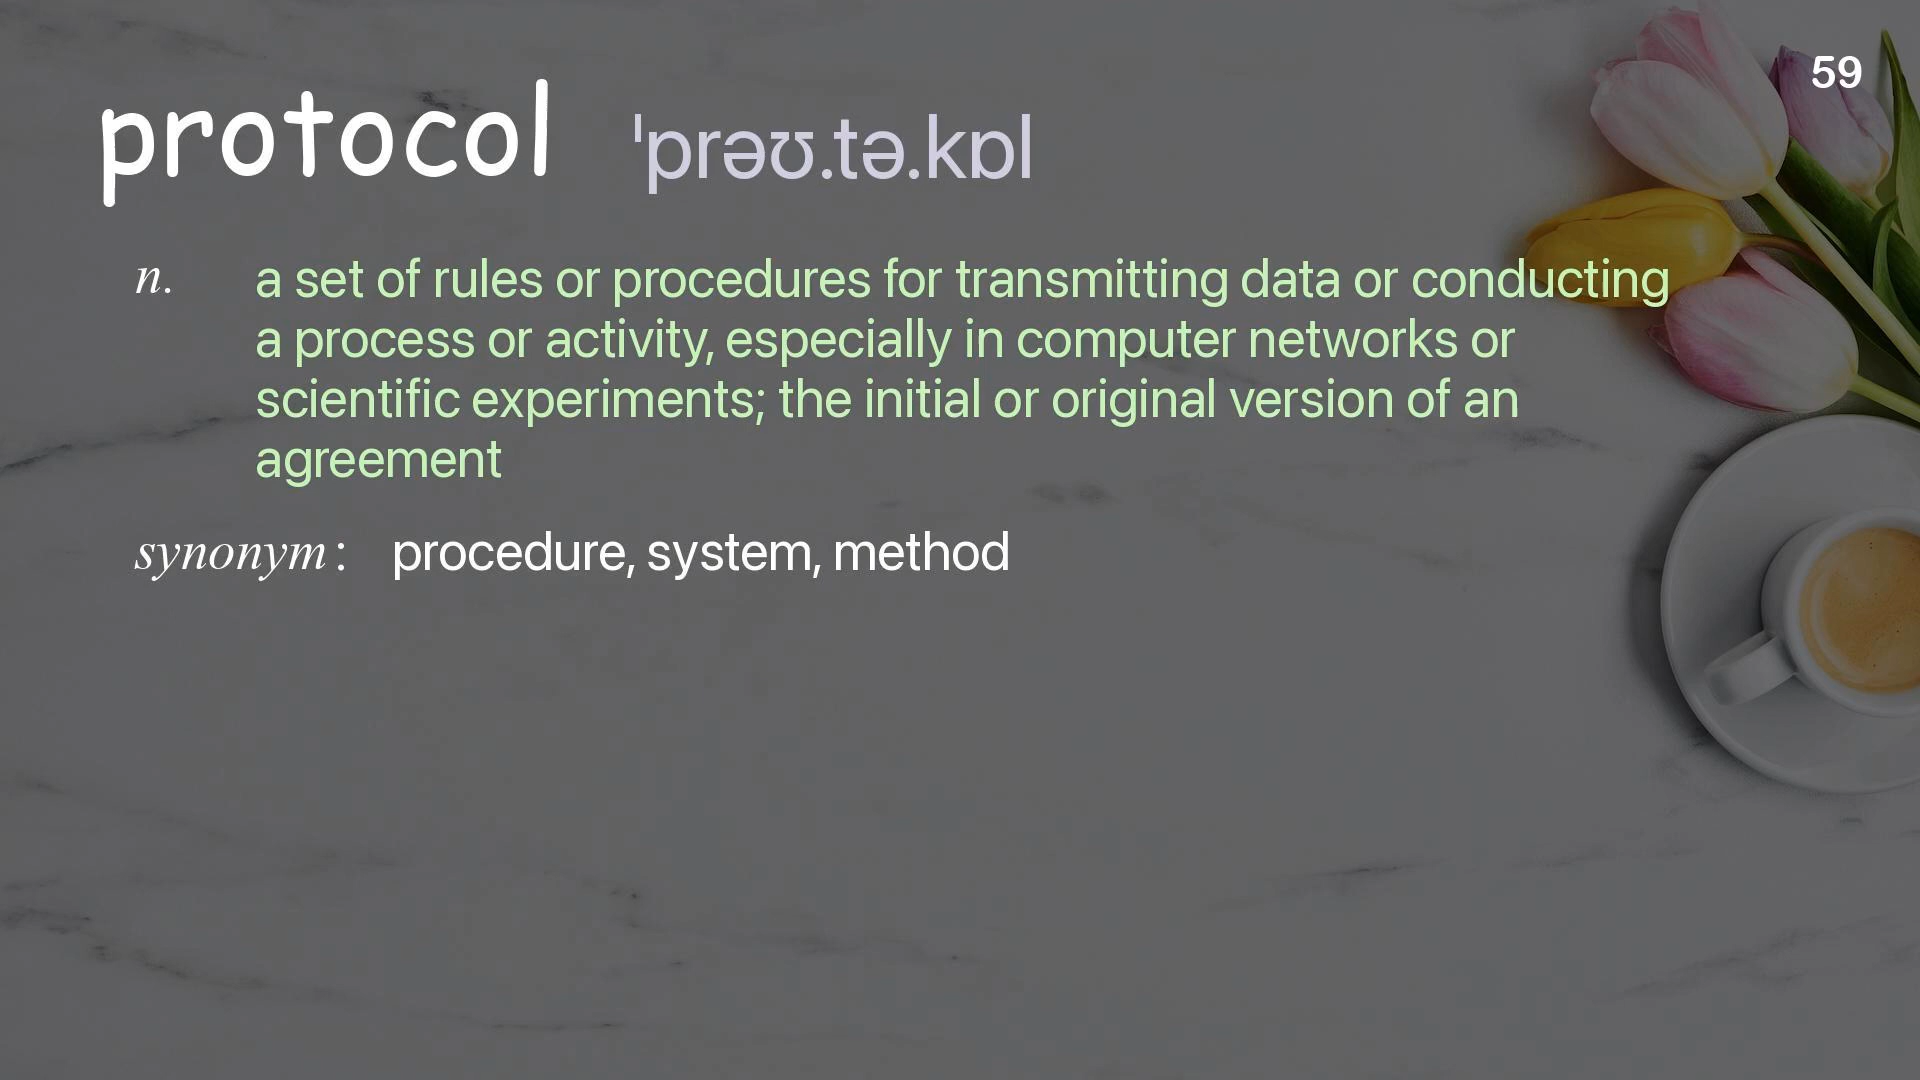 59
protocol ˈprəʊ.tə.kɒl
n. a set of rules or procedures for transmitting data or conducting
a process or activity, especially in computer networks or
scientific experiments; the initial or original version of an
agreement
synonym : procedure, system, method